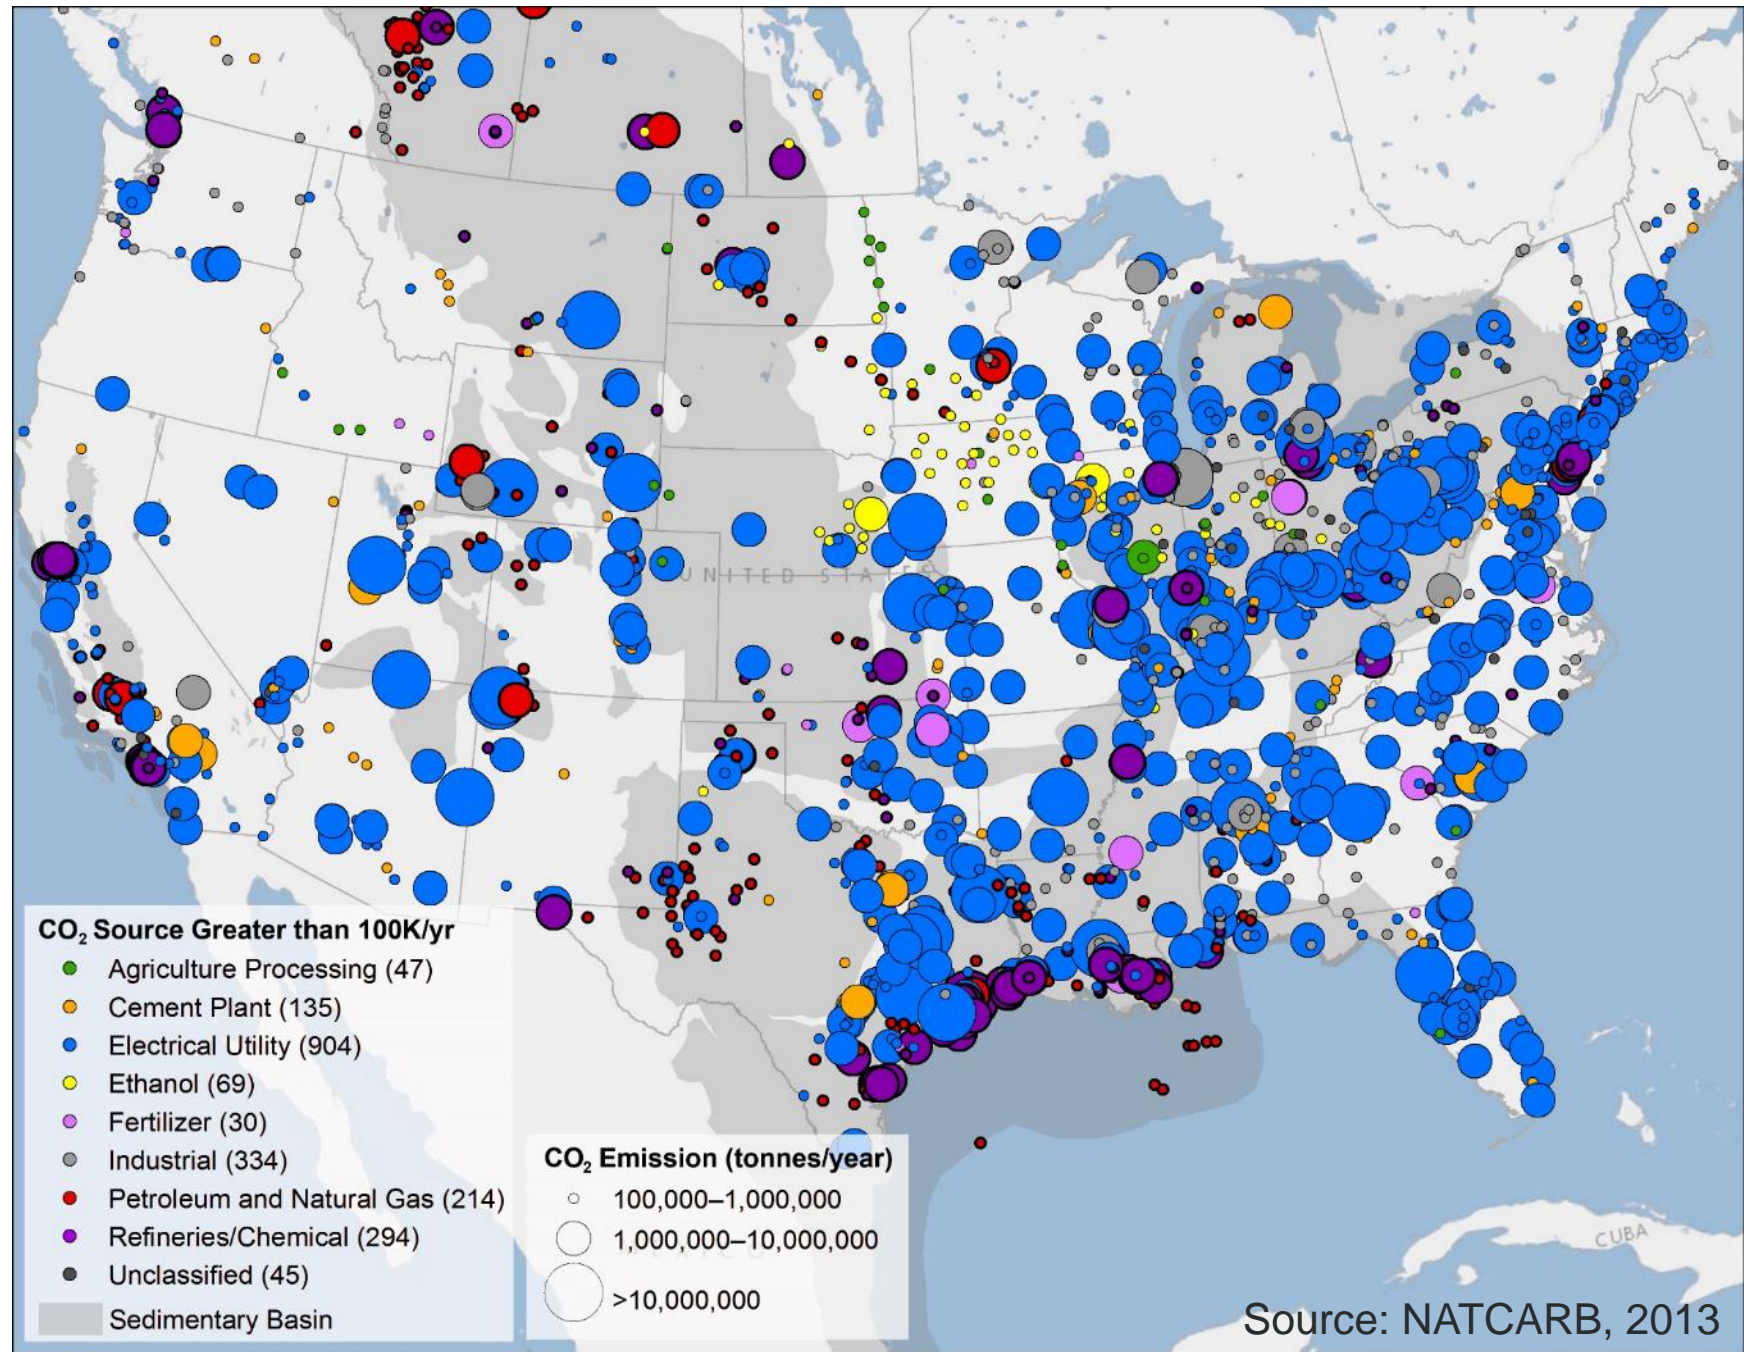 UNITED STATES
CO₂ Source Greater than 100K/yr
Agriculture Processing (47)
Cement Plant (135)
Electrical Utility (904)
Ethanol (69)
Fertilizer (30)
Industrial (334)
Petroleum and Natural Gas (214)
Refineries/Chemical (294)
Unclassified (45)
Sedimentary Basin
CO₂ Emission (tonnes/year)
100,000–1,000,000
1,000,000–10,000,000
>10,000,000
MEXICO
CUBA
Source: NATCARB, 2013